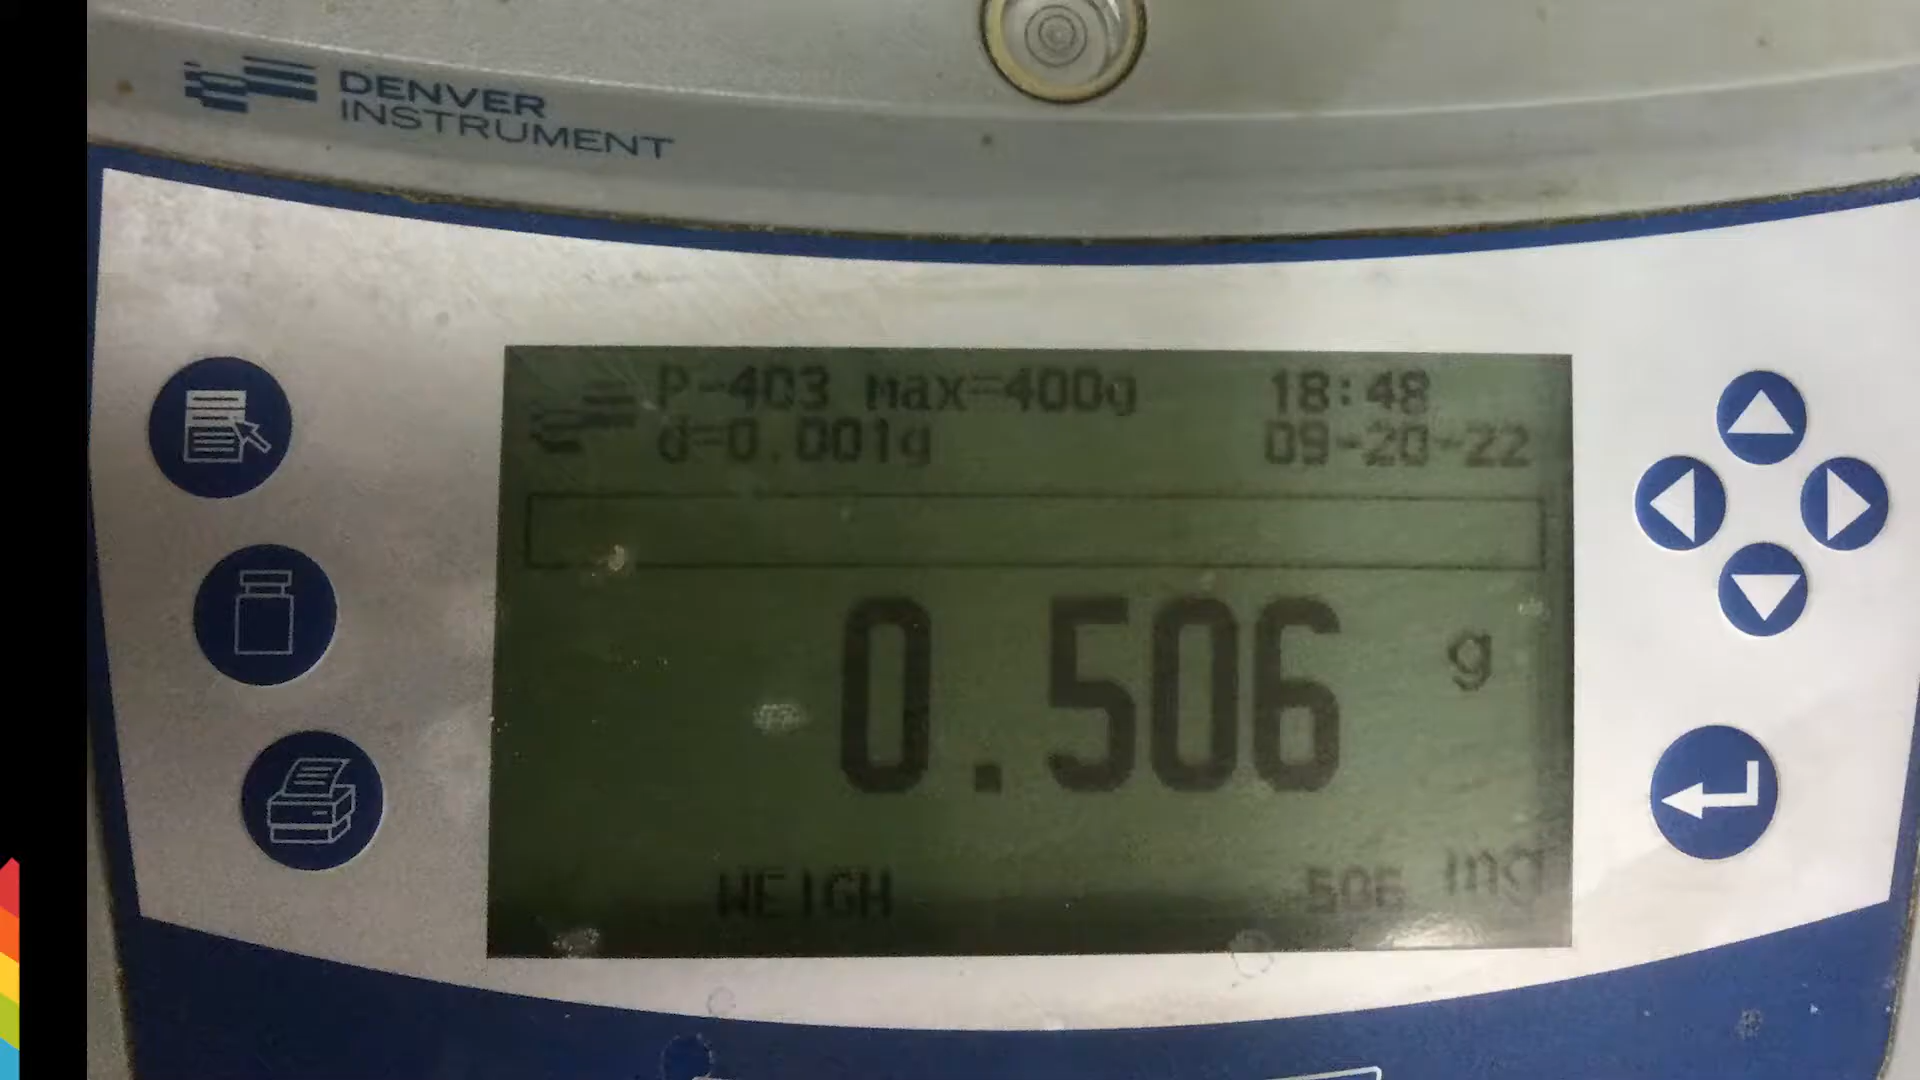 DENVER
INSTRUMENT
P-403 max=400g 18:48
d=0.001g 09-20-22
0.506 g
WEIGH 506 mg